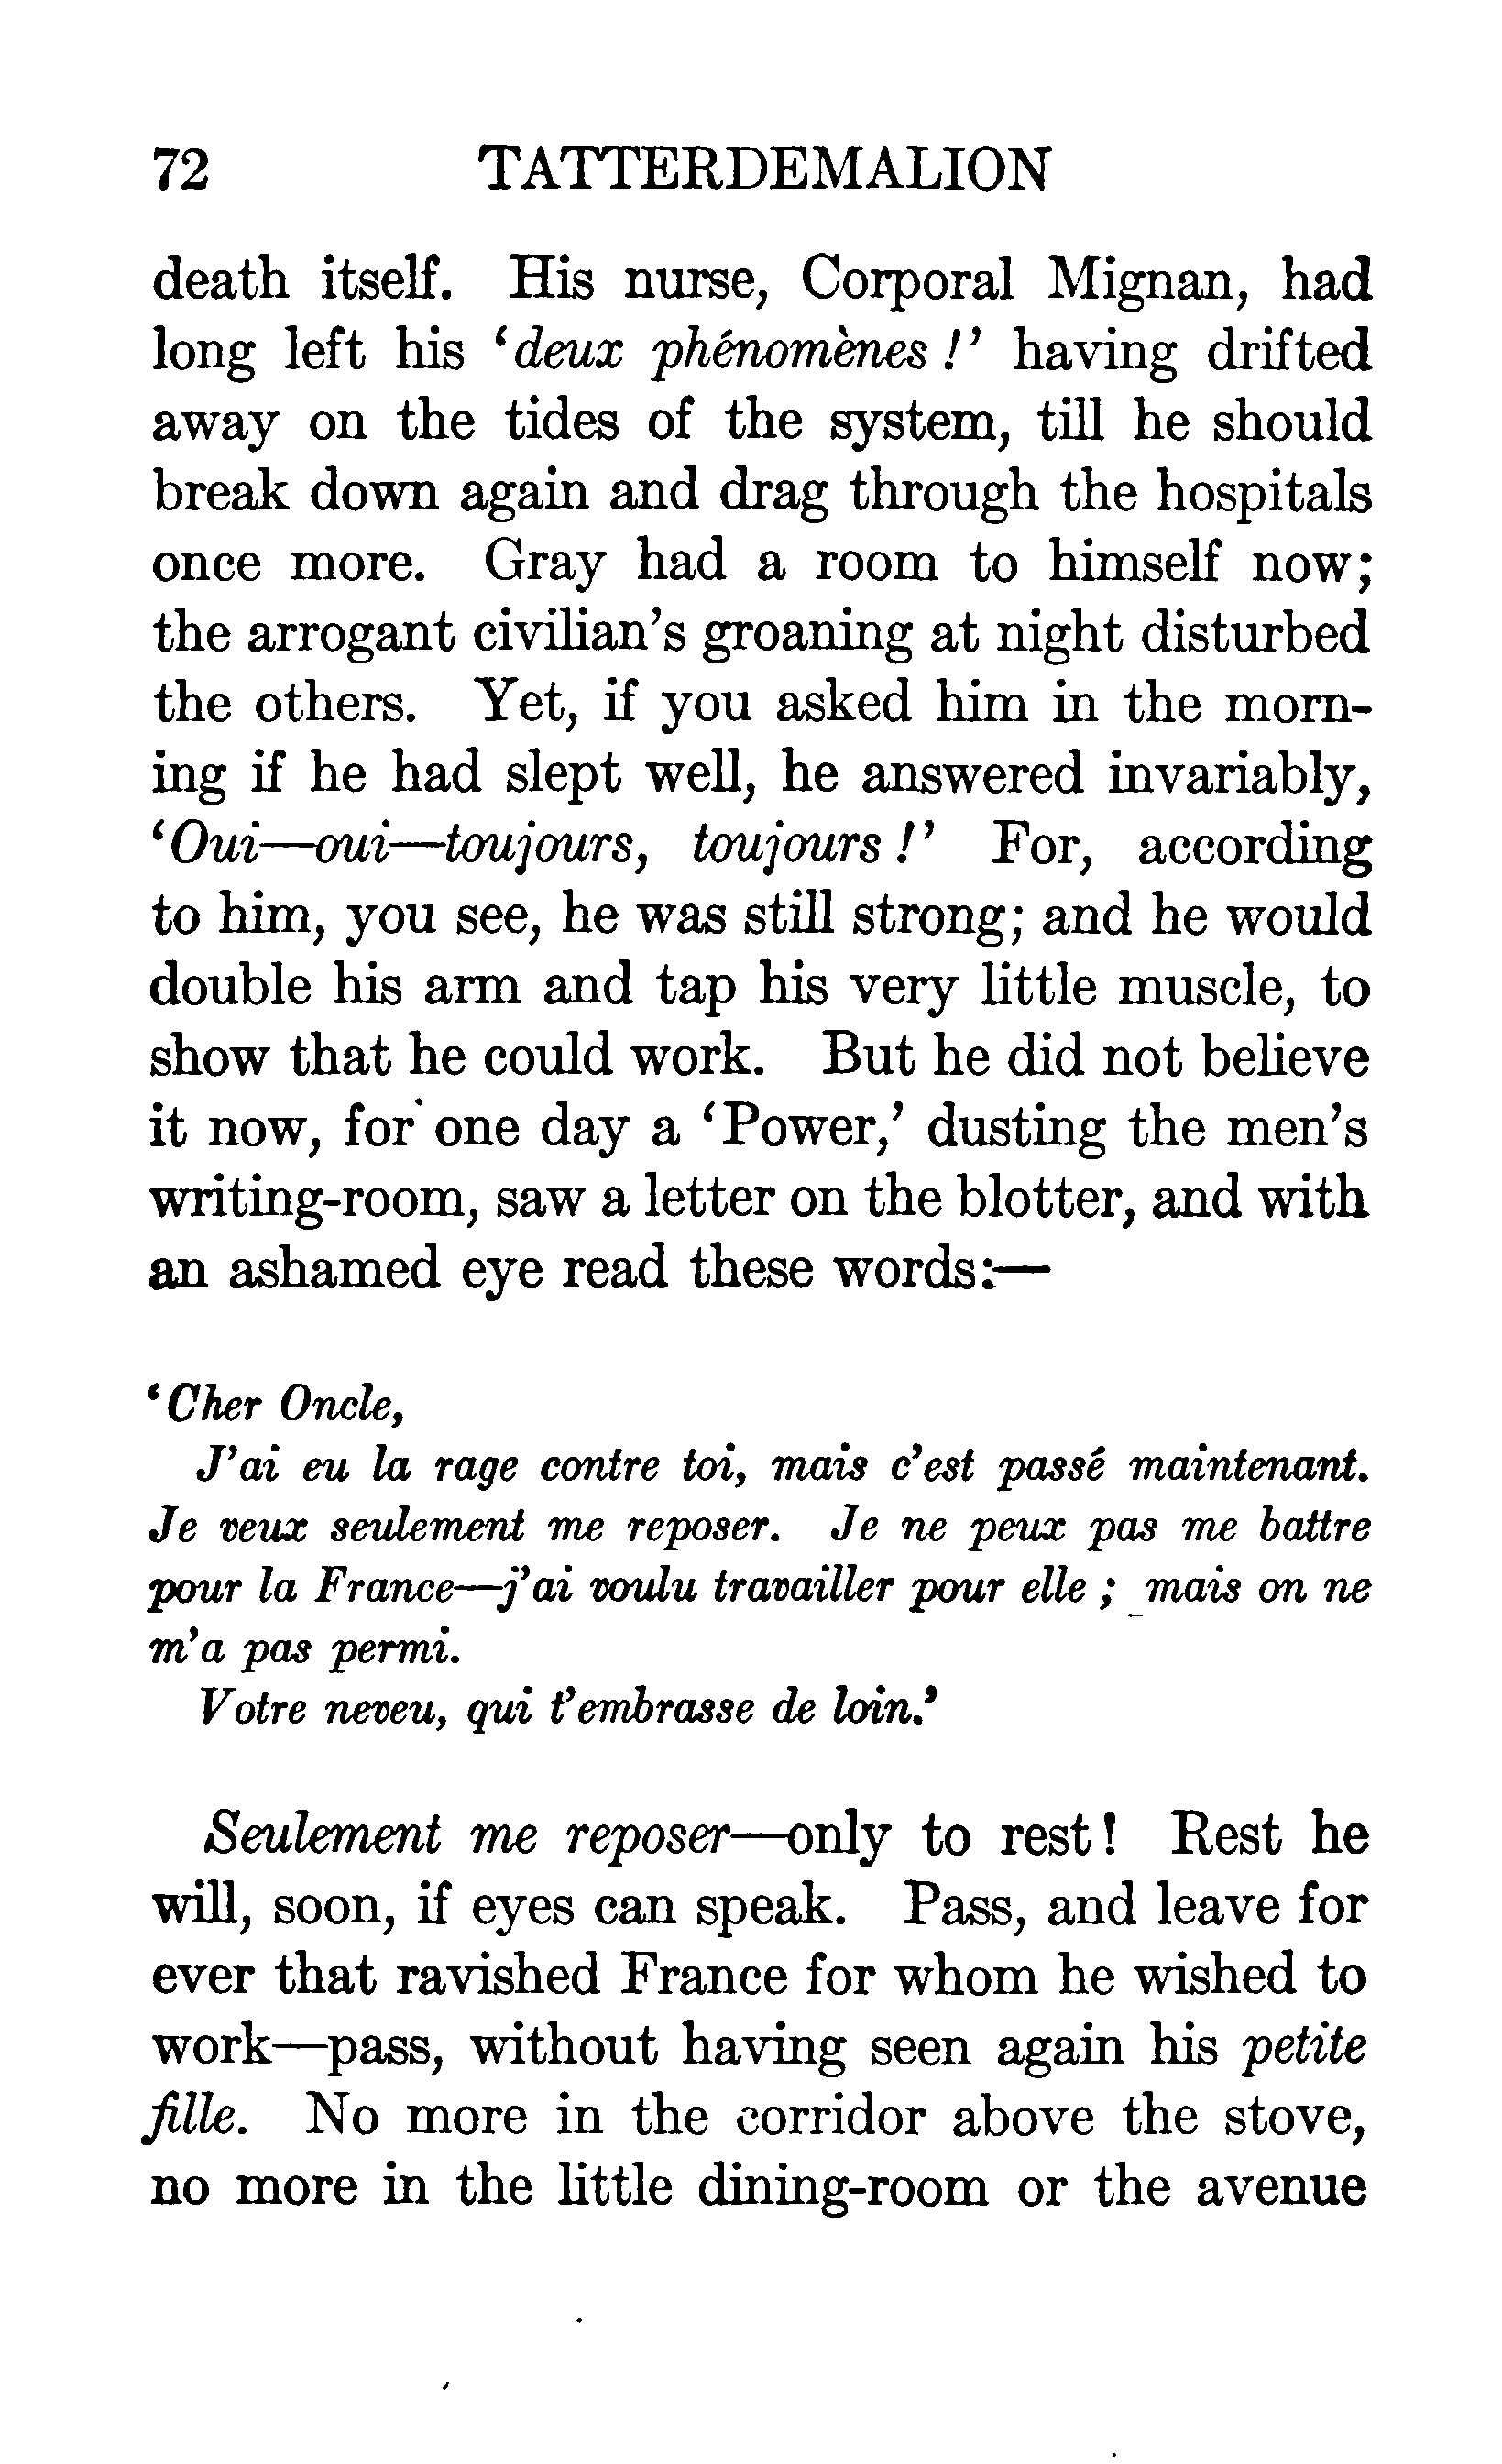 72 TATTERDEMALION
death itself. His nurse, Corporal Mignan, had
long left his ‘deux phénomènes !’ having drifted
away on the tides of the system, till he should
break down again and drag through the hospitals
once more. Gray had a room to himself now;
the arrogant civilian’s groaning at night disturbed
the others. Yet, if you asked him in the morn-
ing if he had slept well, he answered invariably,
‘Oui—oui—toujours, toujours !’ For, according
to him, you see, he was still strong; and he would
double his arm and tap his very little muscle, to
show that he could work. But he did not believe
it now, for one day a ‘Power,’ dusting the men’s
writing-room, saw a letter on the blotter, and with
an ashamed eye read these words:—
‘Cher Oncle,
J’ai eu la rage contre toi, mais c’est passé maintenant.
Je veux seulement me reposer. Je ne peux pas me battre
pour la France—j’ai voulu travailler pour elle ; mais on ne
m’a pas permi.
Votre neveu, qui t’embrasse de loin.’
Seulement me reposer—only to rest! Rest he
will, soon, if eyes can speak. Pass, and leave for
ever that ravished France for whom he wished to
work—pass, without having seen again his petite
fille. No more in the corridor above the stove,
no more in the little dining-room or the avenue